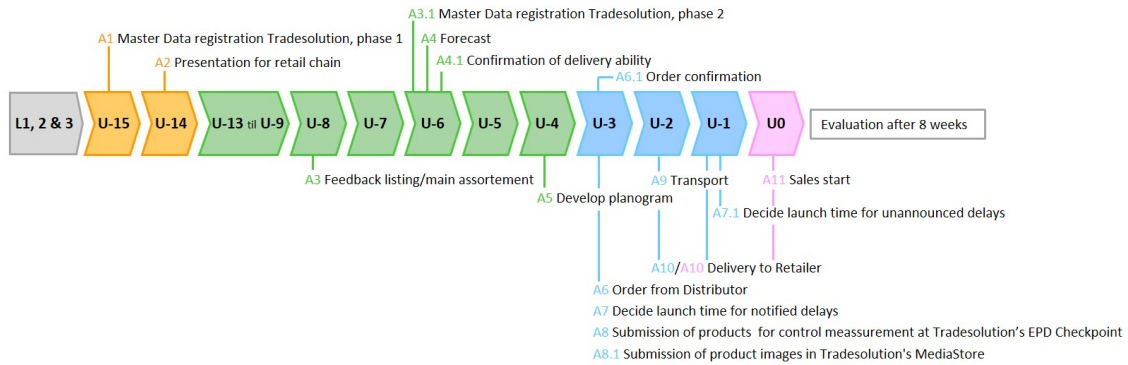 A3.1 Master Data registration Tradesolution, phase 2
A1 Master Data registration Tradesolution, phase 1
A4 Forecast
A2 Presentation for retail chain
A4.1 Confirmation of delivery ability
A6.1 Order confirmation
L1, 2 & 3 U-15 U-14 U-13 til U-9 U-8 U-7 U-6 U-5 U-4 U-3 U-2 U-1 U0 Evaluation after 8 weeks
A3 Feedback listing/main assortement
A9 Transport
A11 Sales start
A5 Develop planogram
A7.1 Decide launch time for unannounced delays
A10/A10 Delivery to Retailer
A6 Order from Distributor
A7 Decide launch time for notified delays
A8 Submission of products for control meassurement at Tradesolution’s EPD Checkpoint
A8.1 Submission of product images in Tradesolution's MediaStore